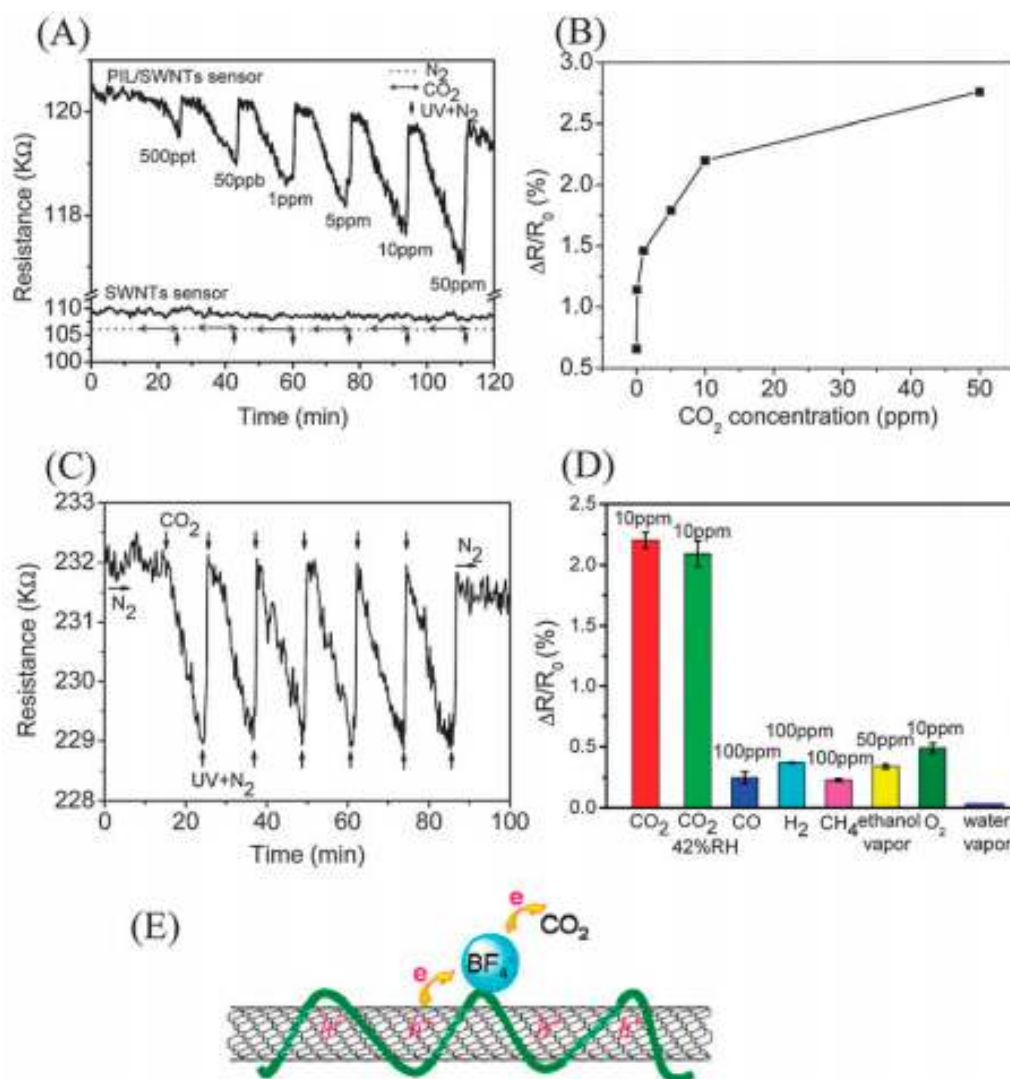 (A)
PIL/SWNTs sensor
N₂
CO₂
UV+N₂
500ppt
50ppb
1ppm
5ppm
10ppm
50ppm
SWNTs sensor
120
118
110
105
100
Resistance (KΩ)
0 20 40 60 80 100 120
Time (min)
(B)
3.0
2.5
2.0
1.5
1.0
0.5
ΔR/R₀ (%)
0 10 20 30 40 50
CO₂ concentration (ppm)
(C)
233
232
231
230
229
228
Resistance (KΩ)
CO₂
N₂
N₂
UV+N₂
0 20 40 60 80 100
Time (min)
(D)
2.5
2.0
1.5
1.0
0.5
0.0
ΔR/R₀ (%)
10ppm 10ppm
100ppm 100ppm 100ppm 50ppm 10ppm
CO₂ CO₂ CO H₂ CH₄ ethanol O₂ water
42%RH vapor vapor
(E)
e
CO₂
BF₄
e
h⁺ h⁺ h⁺ h⁺